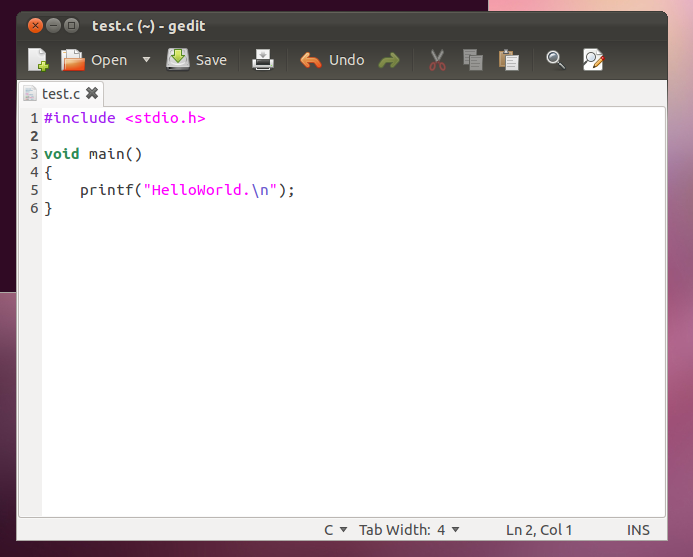 test.c (~) - gedit
Open Save Undo
test.c
1 #include <stdio.h>
2
3 void main()
4 {
5     printf("HelloWorld.\n");
6 }
C Tab Width: 4 Ln 2, Col 1 INS